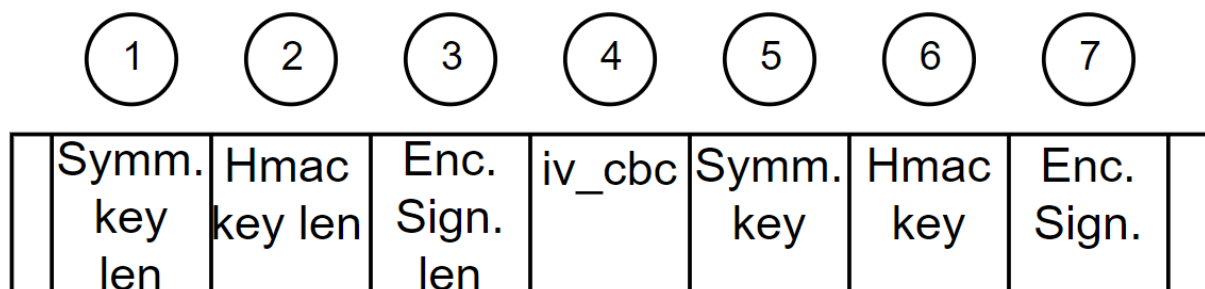 1 2 3 4 5 6 7
Symm. key len
Hmac key len
Enc. Sign. len
iv_cbc
Symm. key
Hmac key
Enc. Sign.